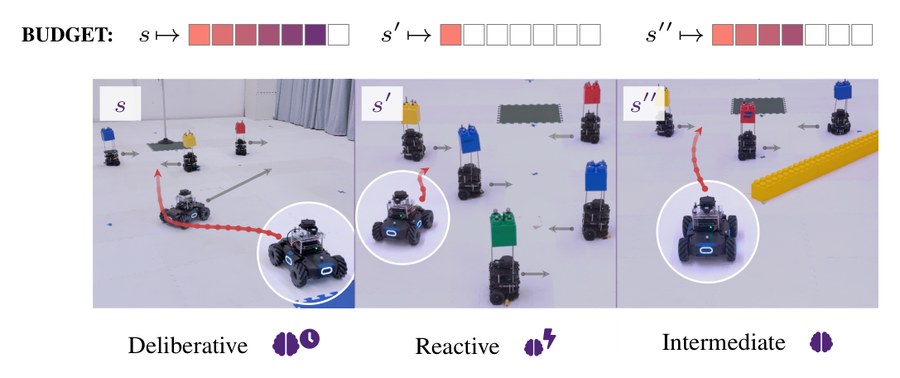 BUDGET: s ↦ s′ ↦ s″ ↦
s s′ s″
Deliberative Reactive Intermediate